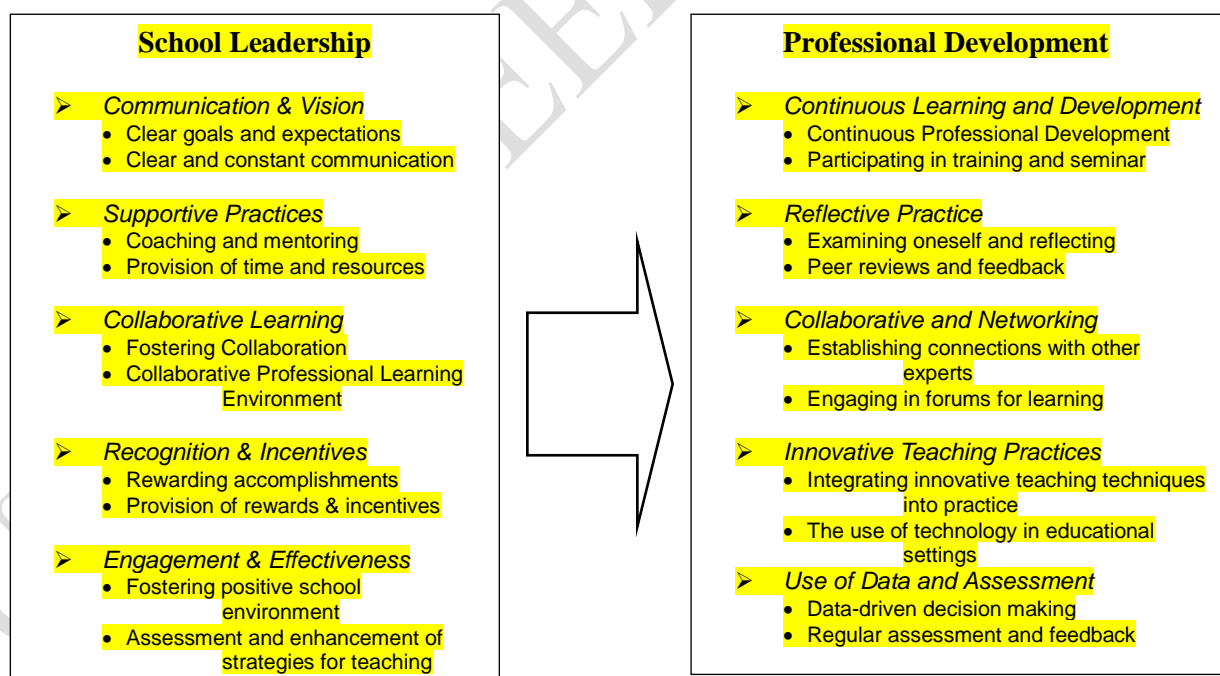 School Leadership
➢ Communication & Vision
• Clear goals and expectations
• Clear and constant communication
➢ Supportive Practices
• Coaching and mentoring
• Provision of time and resources
➢ Collaborative Learning
• Fostering Collaboration
• Collaborative Professional Learning
Environment
➢ Recognition & Incentives
• Rewarding accomplishments
• Provision of rewards & incentives
➢ Engagement & Effectiveness
• Fostering positive school
environment
• Assessment and enhancement of
strategies for teaching
Professional Development
➢ Continuous Learning and Development
• Continuous Professional Development
• Participating in training and seminar
➢ Reflective Practice
• Examining oneself and reflecting
• Peer reviews and feedback
➢ Collaborative and Networking
• Establishing connections with other
experts
• Engaging in forums for learning
➢ Innovative Teaching Practices
• Integrating innovative teaching techniques
into practice
• The use of technology in educational
settings
➢ Use of Data and Assessment
• Data-driven decision making
• Regular assessment and feedback